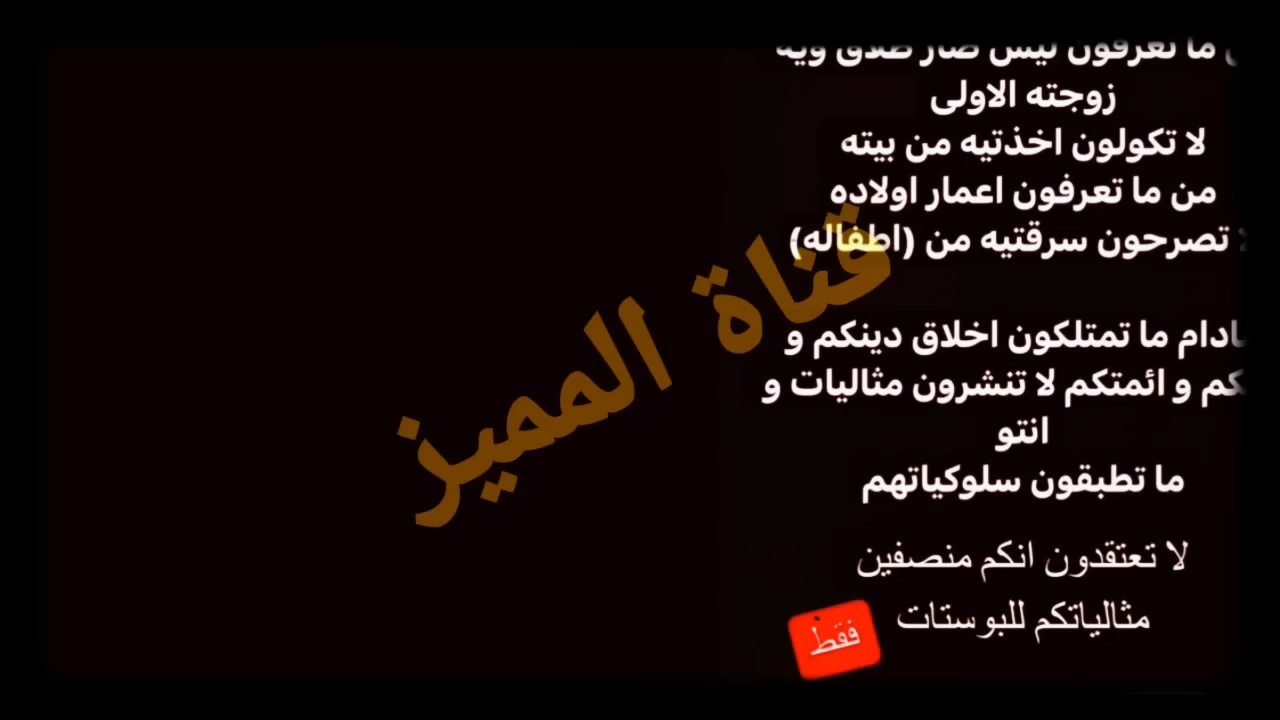 ما تعرفون ليش صار طلاق ويه
زوجته الاولى
لا تكولون اخذتيه من بيته
من ما تعرفون اعمار اولاده
تصرحون سرقتيه من (اطفاله)
ما تمتلكون اخلاق دينكم و
و ائمتكم لا تنشرون مثاليات و
انتو
ما تطبقون سلوكياتهم
لا تعتقدون انكم منصفين
مثالياتكم للبوستات
فقط
قناة المميز